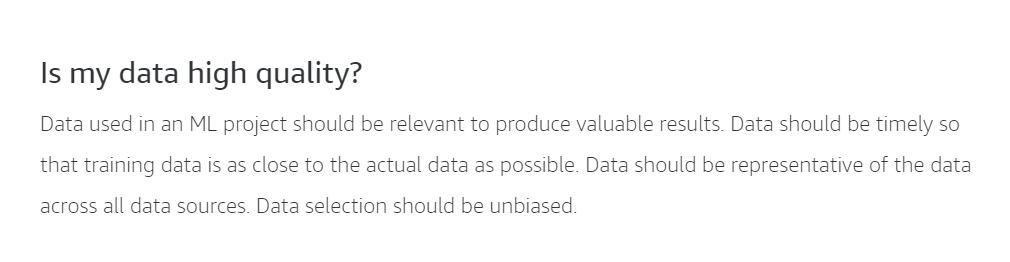 Is my data high quality?
Data used in an ML project should be relevant to produce valuable results. Data should be timely so
that training data is as close to the actual data as possible. Data should be representative of the data
across all data sources. Data selection should be unbiased.